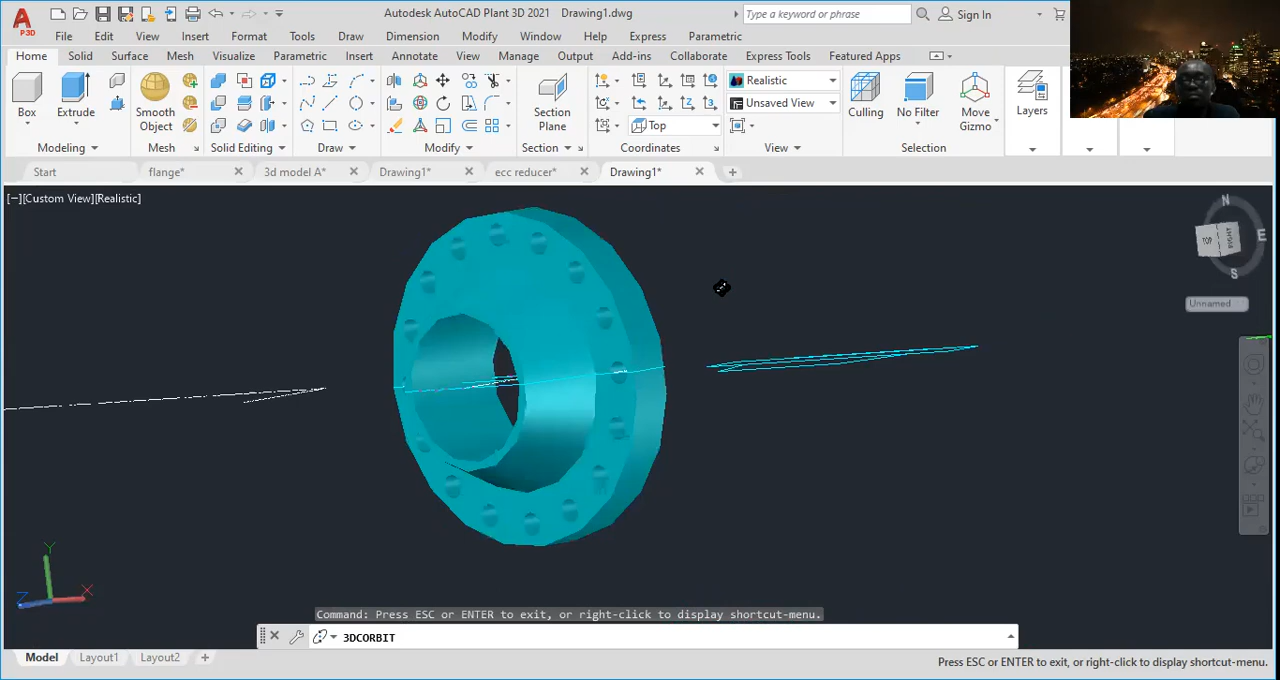 Autodesk AutoCAD Plant 3D 2021 Drawing1.dwg
Type a keyword or phrase
Sign In
P3D
File Edit View Insert Format Tools Draw Dimension Modify Window Help Express Parametric
Home Solid Surface Mesh Visualize Parametric Insert Annotate View Manage Output Add-ins Collaborate Express Tools Featured Apps
Box
Extrude
Smooth
Object
Section
Plane
Top
Realistic
Unsaved View
Culling
No Filter
Move
Gizmo
Layers
Modeling Mesh Solid Editing Draw Modify Section Coordinates View Selection
Start flange* 3d model A* Drawing1* ecc reducer* Drawing1*
[−][Custom View][Realistic]
N
E
S
TOP
RIGHT
Unnamed
Y
X
Z
Command: Press ESC or ENTER to exit, or right-click to display shortcut-menu.
3DCORBIT
Model Layout1 Layout2
Press ESC or ENTER to exit, or right-click to display shortcut-menu.